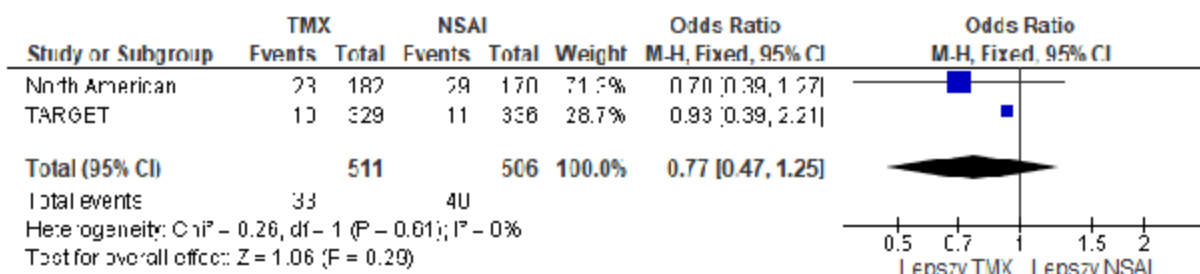 TMX NSAI Odds Ratio Odds Ratio
Study or Subgroup Events Total Events Total Weight M-H, Fixed, 95% CI M-H, Fixed, 95% CI
North American 23 182 29 170 71.3% 0.70 [0.39, 1.27]
TARGET 10 329 11 336 28.7% 0.93 [0.39, 2.21]
Total (95% CI) 511 506 100.0% 0.77 [0.47, 1.25]
Total events 33 40
Heterogeneity: Chi² = 0.26, df = 1 (P = 0.61); I² = 0%
Test for overall effect: Z = 1.06 (P = 0.29)
0.5 0.7 1 1.5 2
Lepszy TMX Lepszy NSAI